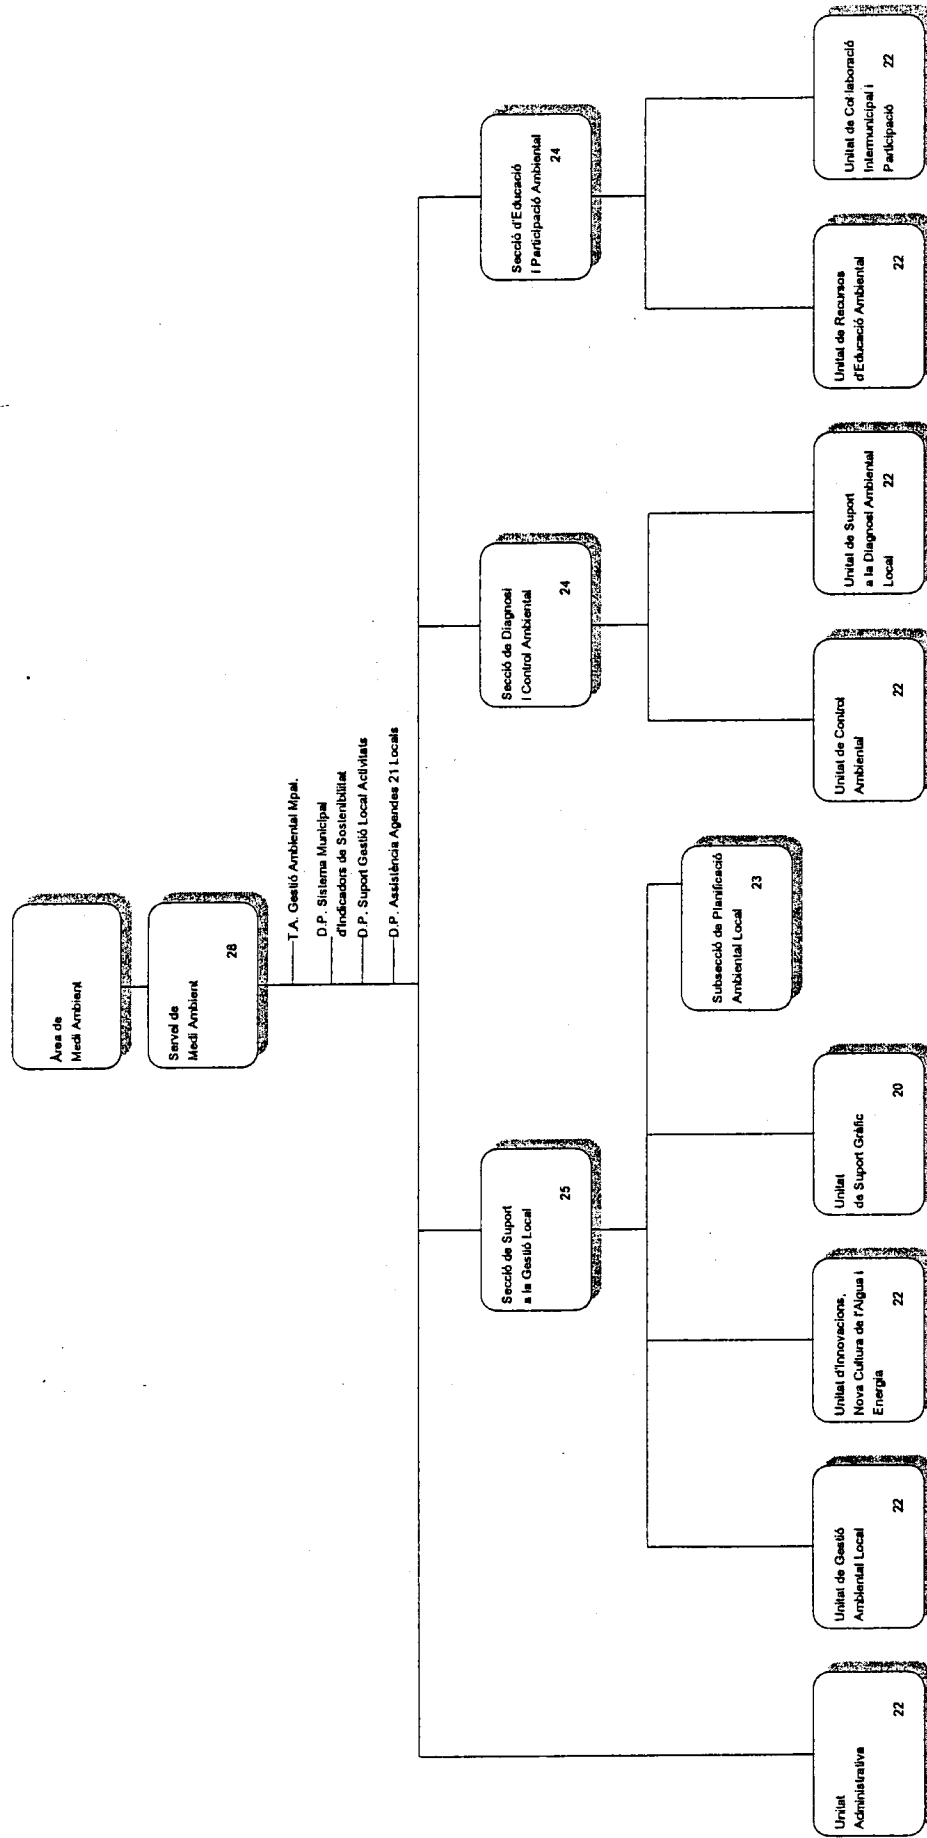 Àrea de
Medi Ambient
Servei de
Medi Ambient
28
T.A. Gestió Ambiental Mpal.
D.P. Sistema Municipal
d'Indicadors de Sostenibilitat
D.P. Suport Gestió Local Activitats
D.P. Assistència Agendes 21 Locals
Secció de Suport
a la Gestió Local
25
Secció de Diagnosi
i Control Ambiental
24
Secció d'Educació
i Participació Ambiental
24
Subsecció de Planificació
Ambiental Local
23
Unitat
Administrativa
22
Unitat de Gestió
Ambiental Local
22
Unitat d'Innovacions,
Nova Cultura de l'Aigua i
Energia
22
Unitat
de Suport Gràfic
20
Unitat de Control
Ambiental
22
Unitat de Suport
a la Diagnosi Ambiental
Local
22
Unitat de Recursos
d'Educació Ambiental
22
Unitat de Col·laboració
Intermunicipal i
Participació
22